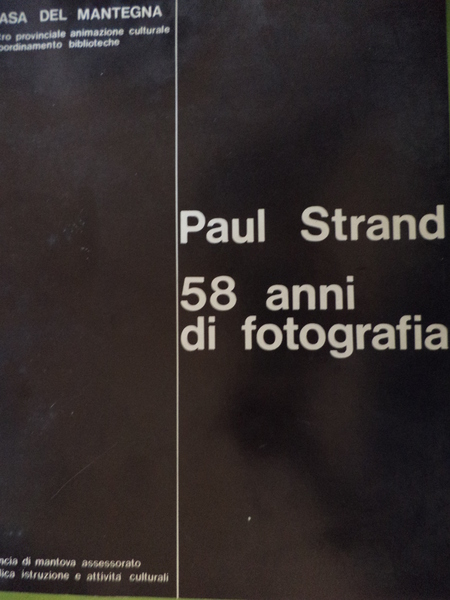 ASA DEL MANTEGNA
tro provinciale animazione culturale
oordinamento biblioteche
Paul Strand
58 anni
di fotografia
ncia di mantova assessorato
lica istruzione e attività culturali